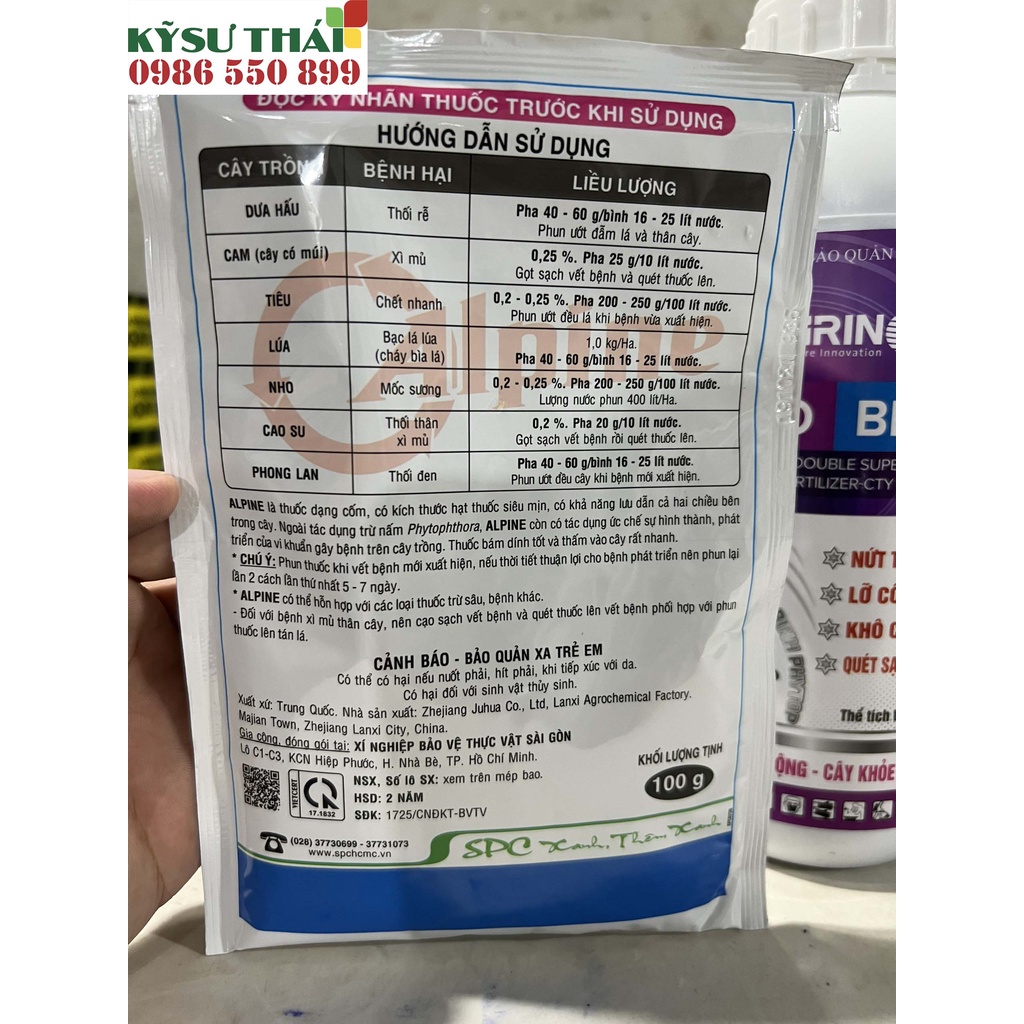 KỸSƯ THÁI
0986 550 899
ĐỌC KỸ NHÃN THUỐC TRƯỚC KHI SỬ DỤNG
HƯỚNG DẪN SỬ DỤNG
CÂY TRỒNG BỆNH HẠI LIỀU LƯỢNG
DƯA HẤU Thối rễ Pha 40 - 60 g/bình 16 - 25 lít nước.
Phun ướt đẫm lá và thân cây.
CAM (cây có múi) Xì mủ 0,25 %. Pha 25 g/10 lít nước.
Gọt sạch vết bệnh và quét thuốc lên.
TIÊU Chết nhanh 0,2 - 0,25 %. Pha 200 - 250 g/100 lít nước.
Phun ướt đều lá khi bệnh vừa xuất hiện.
LÚA Bạc lá lúa (cháy bìa lá) 1,0 kg/Ha.
Pha 40 - 60 g/bình 16 - 25 lít nước.
NHO Mốc sương 0,2 - 0,25 %. Pha 200 - 250 g/100 lít nước.
Lượng nước phun 400 lít/Ha.
CAO SU Thối thân xì mủ 0,2 %. Pha 20 g/10 lít nước.
Gọt sạch vết bệnh rồi quét thuốc lên.
PHONG LAN Thối đen Pha 40 - 60 g/bình 16 - 25 lít nước.
Phun ướt đều cây khi bệnh mới xuất hiện.
Alpine
ALPINE là thuốc dạng cốm, có kích thước hạt thuốc siêu mịn, có khả năng lưu dẫn cả hai chiều bên
trong cây. Ngoài tác dụng trừ nấm Phytophthora, ALPINE còn có tác dụng ức chế sự hình thành, phát
triển của vi khuẩn gây bệnh trên cây trồng. Thuốc bám dính tốt và thấm vào cây rất nhanh.
* CHÚ Ý: Phun thuốc khi vết bệnh mới xuất hiện, nếu thời tiết thuận lợi cho bệnh phát triển nên phun lại
lần 2 cách lần thứ nhất 5 - 7 ngày.
* ALPINE có thể hỗn hợp với các loại thuốc trừ sâu, bệnh khác.
- Đối với bệnh xì mủ thân cây, nên cạo sạch vết bệnh và quét thuốc lên vết bệnh phối hợp với phun
thuốc lên tán lá.
CẢNH BÁO - BẢO QUẢN XA TRẺ EM
Có thể có hại nếu nuốt phải, hít phải, khi tiếp xúc với da.
Có hại đối với sinh vật thủy sinh.
Xuất xứ: Trung Quốc. Nhà sản xuất: Zhejiang Juhua Co., Ltd, Lanxi Agrochemical Factory.
Majian Town, Zhejiang Lanxi City, China.
Gia công, đóng gói tại: XÍ NGHIỆP BẢO VỆ THỰC VẬT SÀI GÒN
Lô C1-C3, KCN Hiệp Phước, H. Nhà Bè, TP. Hồ Chí Minh.
KHỐI LƯỢNG TỊNH
100 g
VIETCERT
17.1832
NSX, Số lô SX: xem trên mép bao.
HSD: 2 NĂM
SĐK: 1725/CNĐKT-BVTV
(028) 37730699 - 37731073
www.spchcmc.vn
SPC Xanh, Thêm Xanh
ẢO QUẢN
GRIN
re Innovation
DOUBLE SUPE
RTILIZER-CTY
NỨT T
LỠ CỔ
KHÔ C
QUÉT SẠ
Thể tích
ỘNG - CÂY KHỎE